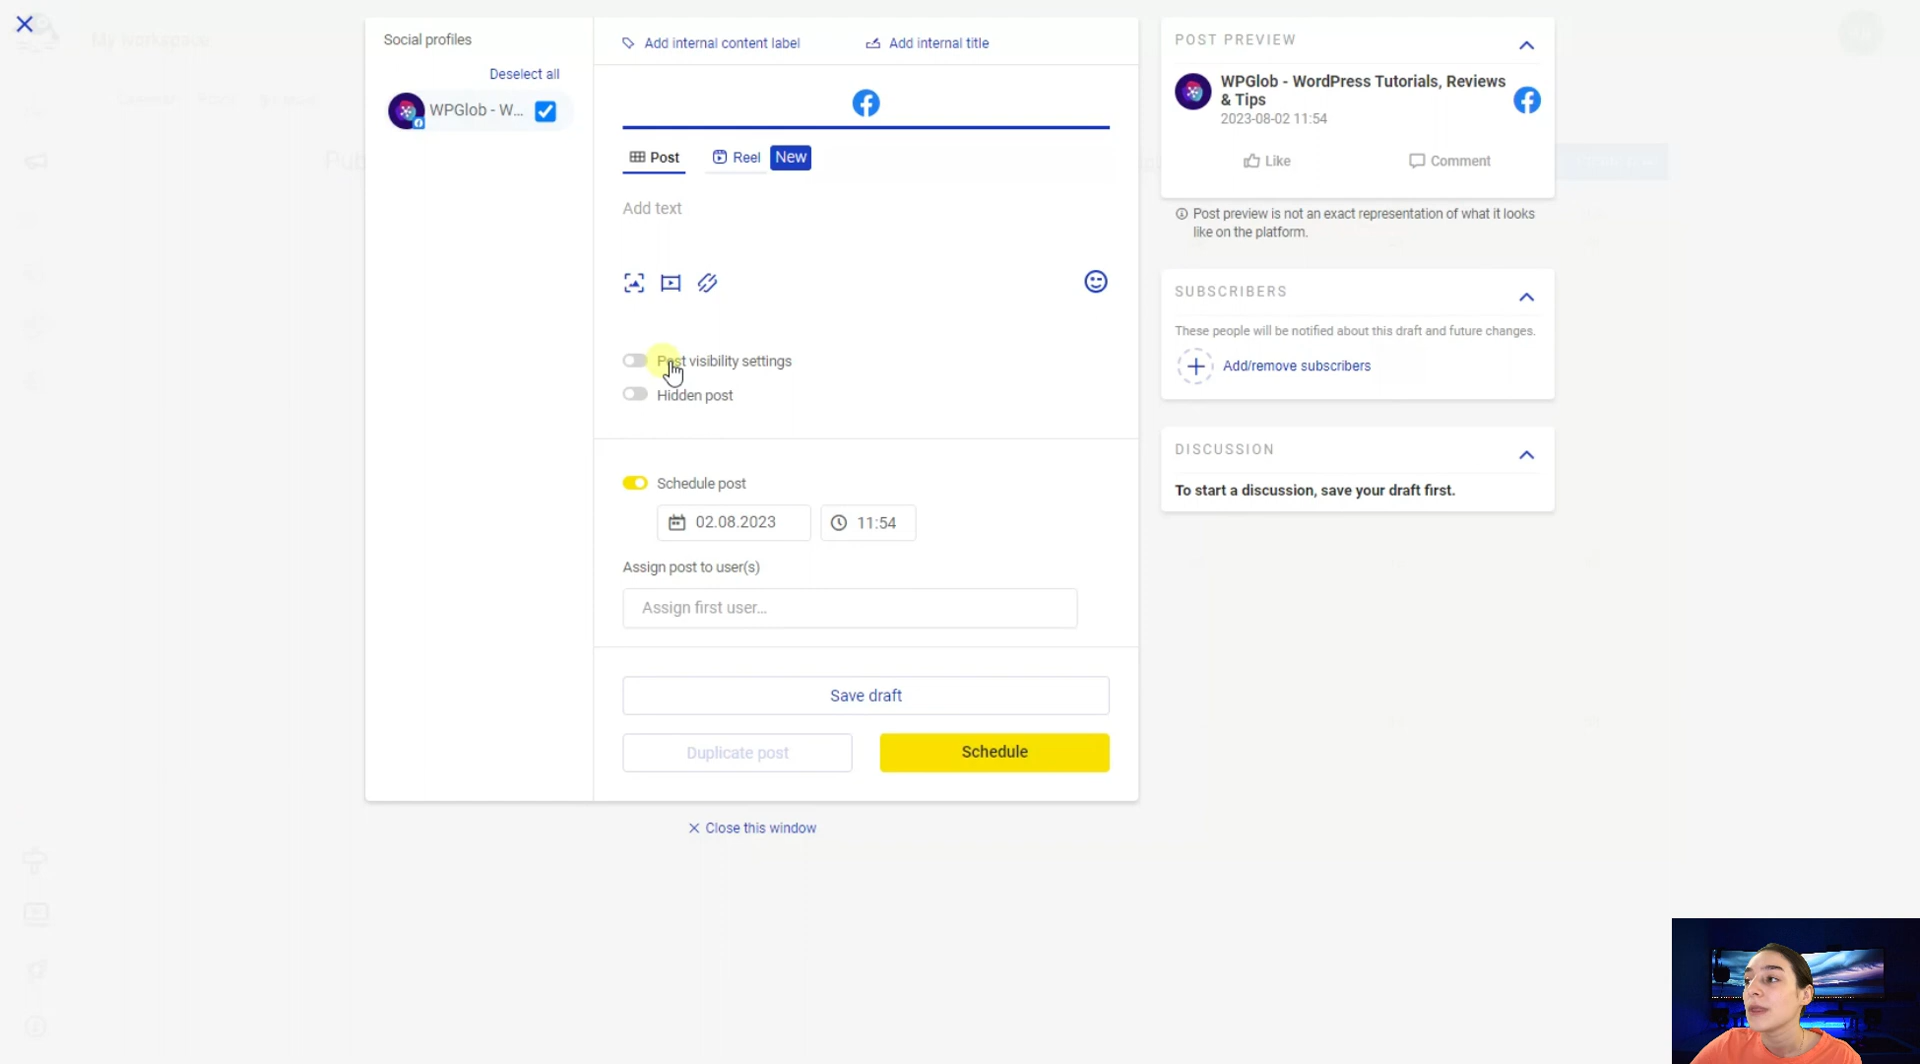 My workspace
Social profiles
Deselect all
WPGlob - W...
Add internal content label
Add internal title
Post
Reel
New
Add text
Post visibility settings
Hidden post
Schedule post
02.08.2023
11:54
Assign post to user(s)
Assign first user...
Save draft
Duplicate post
Schedule
Close this window
POST PREVIEW
WPGlob - WordPress Tutorials, Reviews
& Tips
2023-08-02 11:54
Like
Comment
Post preview is not an exact representation of what it looks
like on the platform.
SUBSCRIBERS
These people will be notified about this draft and future changes.
Add/remove subscribers
DISCUSSION
To start a discussion, save your draft first.